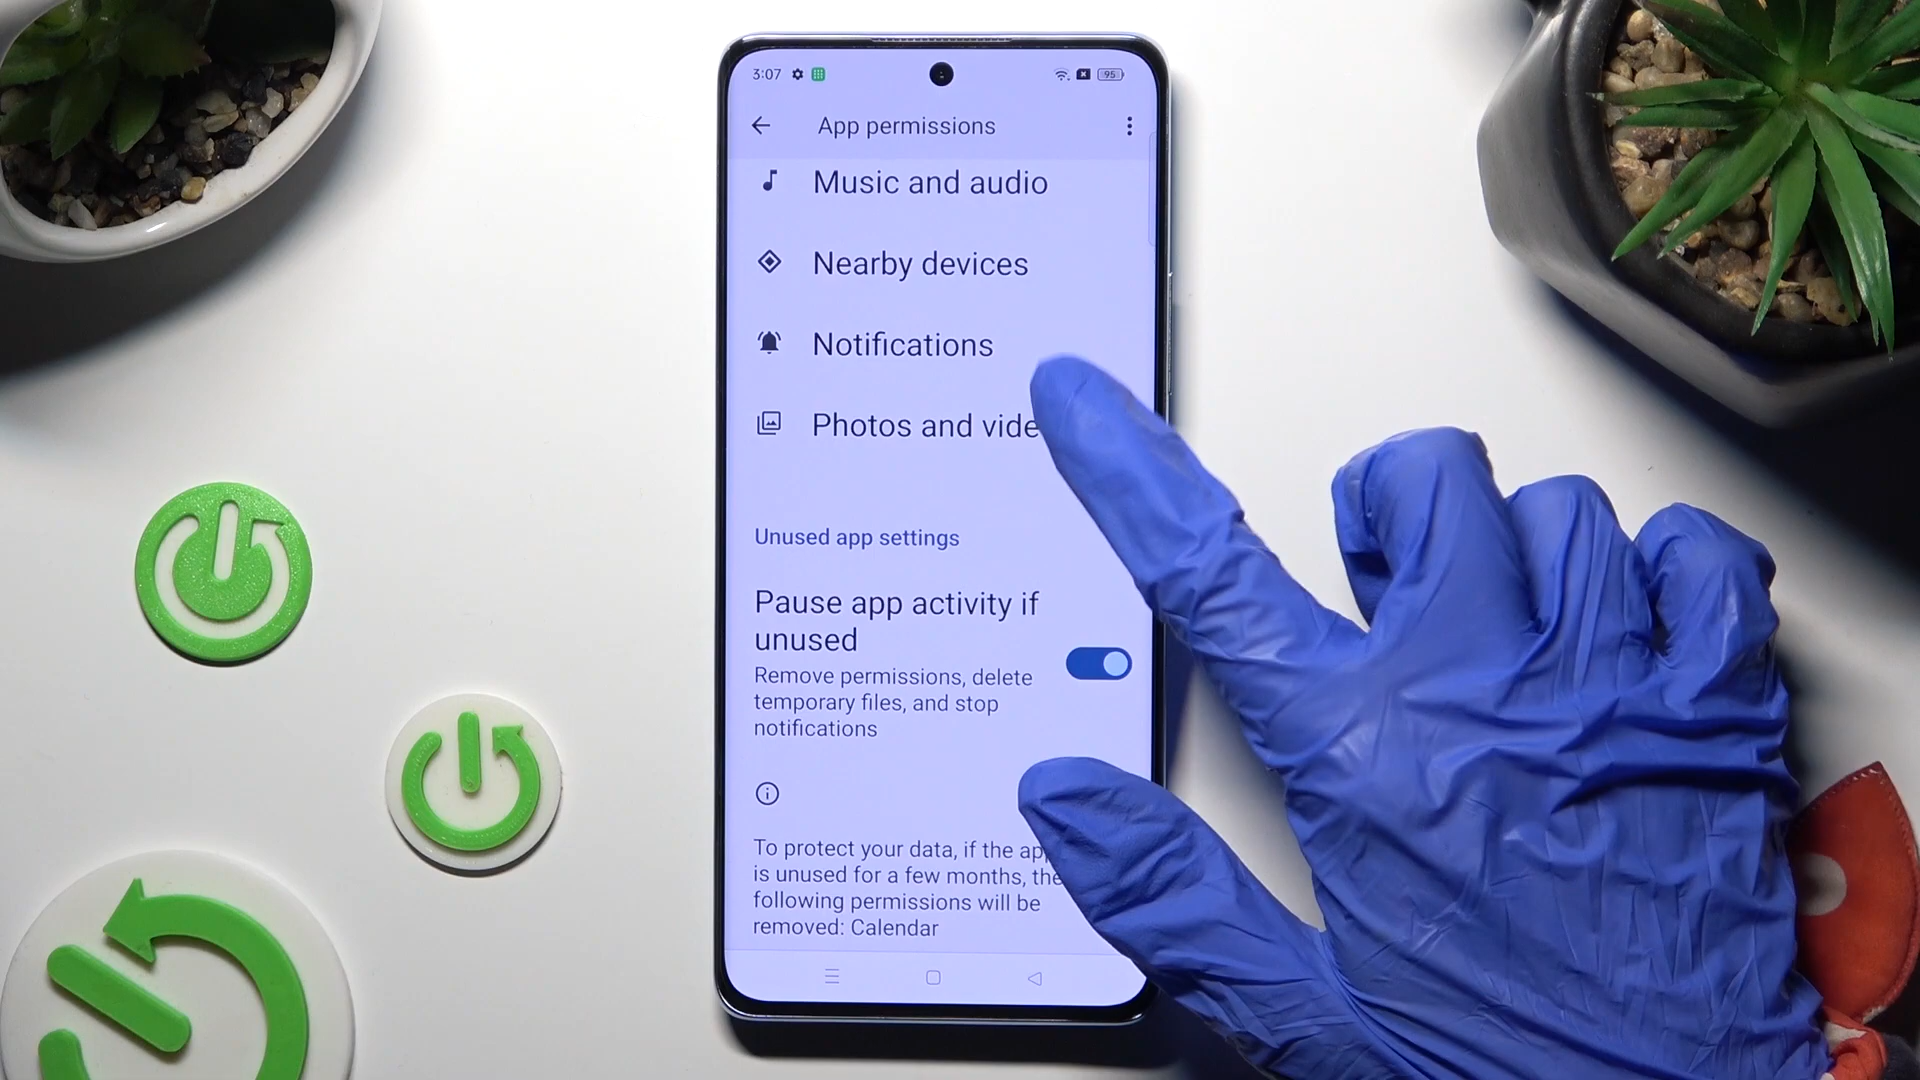 3:07
95
App permissions
Music and audio
Nearby devices
Notifications
Photos and vide
Unused app settings
Pause app activity if
unused
Remove permissions, delete
temporary files, and stop
notifications
To protect your data, if the ap
is unused for a few months, the
following permissions will be
removed: Calendar